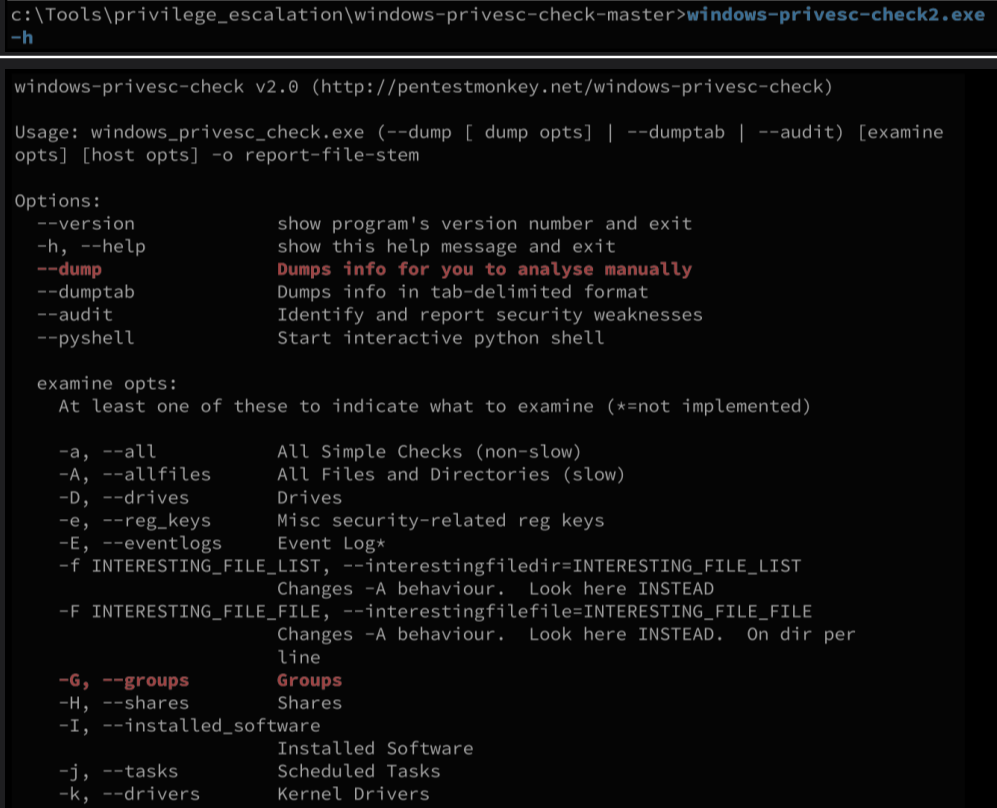 c:\Tools\privilege_escalation\windows-privesc-check-master>windows-privesc-check2.exe
-h
windows-privesc-check v2.0 (http://pentestmonkey.net/windows-privesc-check)
Usage: windows_privesc_check.exe (--dump [ dump opts] | --dumptab | --audit) [examine
opts] [host opts] -o report-file-stem
Options:
--version show program's version number and exit
-h, --help show this help message and exit
--dump Dumps info for you to analyse manually
--dumptab Dumps info in tab-delimited format
--audit Identify and report security weaknesses
--pyshell Start interactive python shell
examine opts:
At least one of these to indicate what to examine (*=not implemented)
-a, --all All Simple Checks (non-slow)
-A, --allfiles All Files and Directories (slow)
-D, --drives Drives
-e, --reg_keys Misc security-related reg keys
-E, --eventlogs Event Log*
-f INTERESTING_FILE_LIST, --interestingfiledir=INTERESTING_FILE_LIST
Changes -A behaviour.  Look here INSTEAD
-F INTERESTING_FILE_FILE, --interestingfilefile=INTERESTING_FILE_FILE
Changes -A behaviour.  Look here INSTEAD.  On dir per
line
-G, --groups Groups
-H, --shares Shares
-I, --installed_software
Installed Software
-j, --tasks Scheduled Tasks
-k, --drivers Kernel Drivers